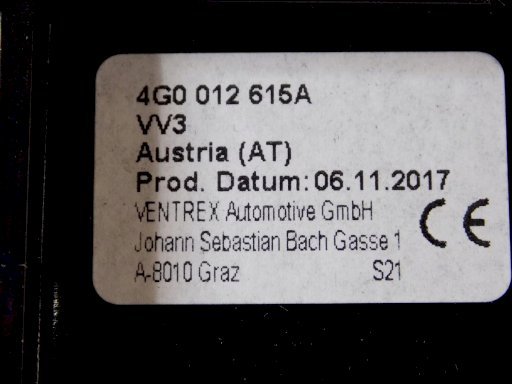 4G0 012 615A
VV3
Austria (AT)
Prod. Datum: 06.11.2017
VENTREX Automotive GmbH
Johann Sebastian Bach Gasse 1
A-8010 Graz S21
CE